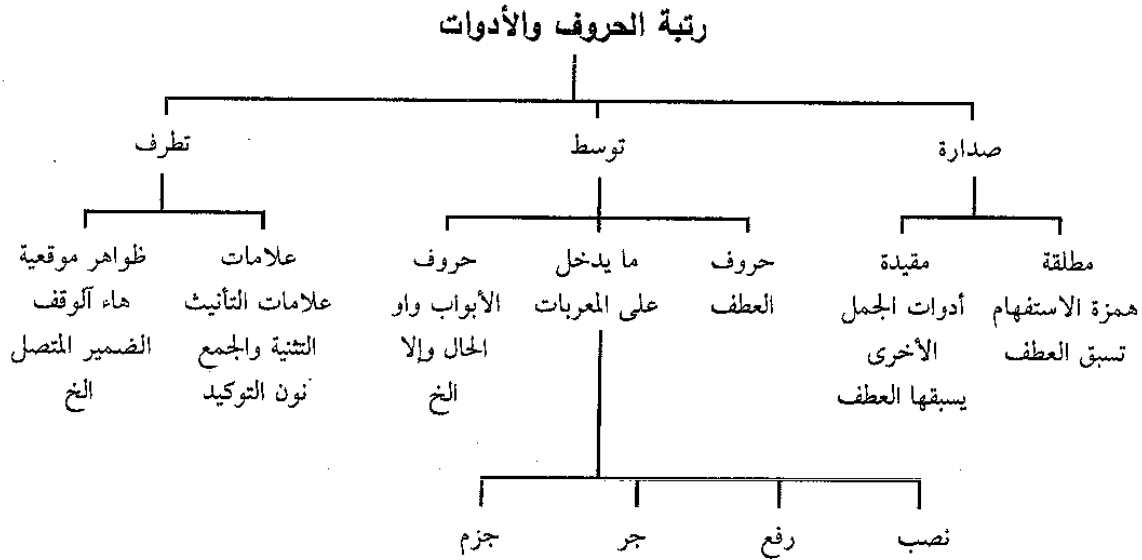 رتبة الحروف والأدوات
صدارة
توسط
تطرف
مطلقة
همزة الاستفهام
تسبق العطف
مقيدة
أدوات الجمل
الأخرى
يسبقها العطف
حروف
العطف
ما يدخل
على المعربات
حروف
الأبواب واو
الحال وإلا
الخ
علامات
علامات التأنيث
التثنية والجمع
نون التوكيد
ظواهر موقعية
هاء آلوقف
الضمير المتصل
الخ
نصب
رفع
جر
جزم